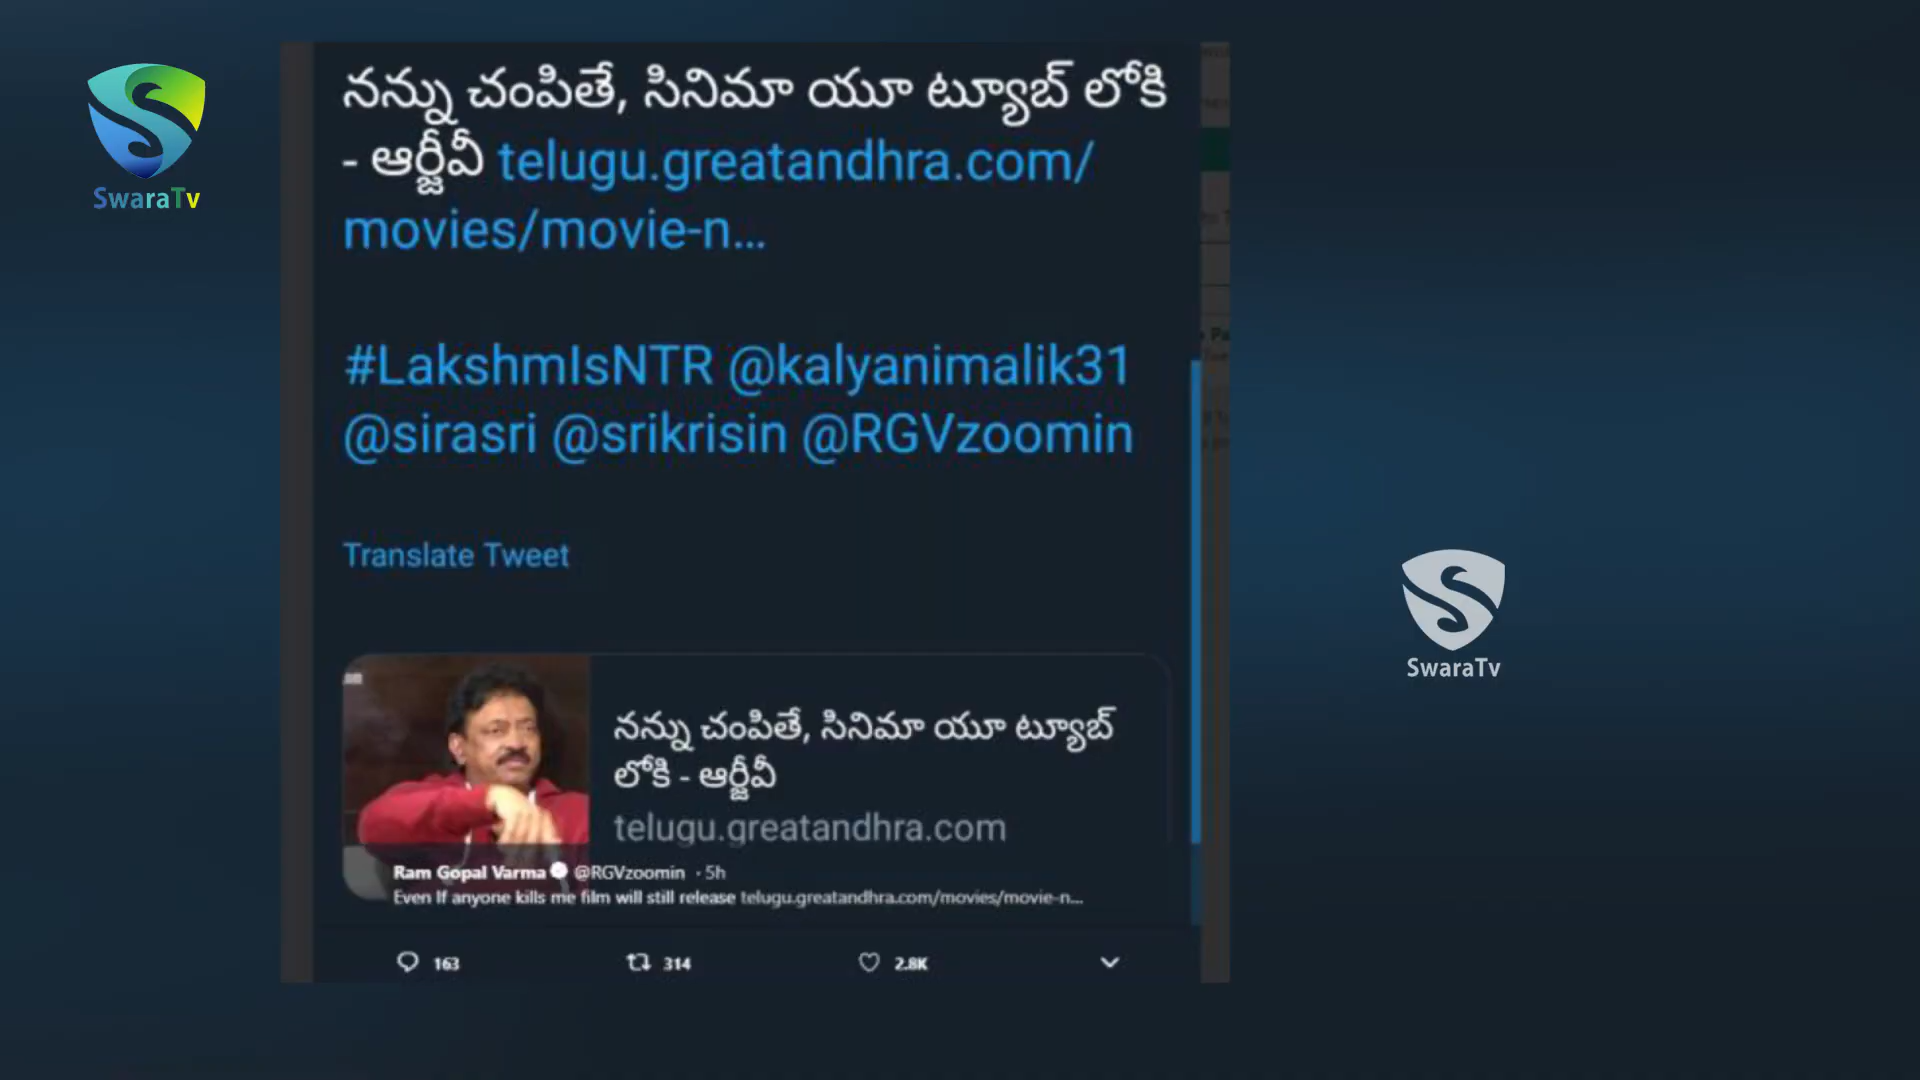 SwaraTv
నన్ను చంపితే, సినిమా యూ ట్యూబ్ లోకి
- ఆర్జీవీ telugu.greatandhra.com/
movies/movie-n...
#LakshmIsNTR @kalyanimalik31
@sirasri @srikrisin @RGVzoomin
Translate Tweet
నన్ను చంపితే, సినిమా యూ ట్యూబ్
లోకి - ఆర్జీవీ
telugu.greatandhra.com
Ram Gopal Varma @RGVzoomin · 5h
Even If anyone kills me film will still release telugu.greatandhra.com/movies/movie-n...
163 314 2.8K
SwaraTv